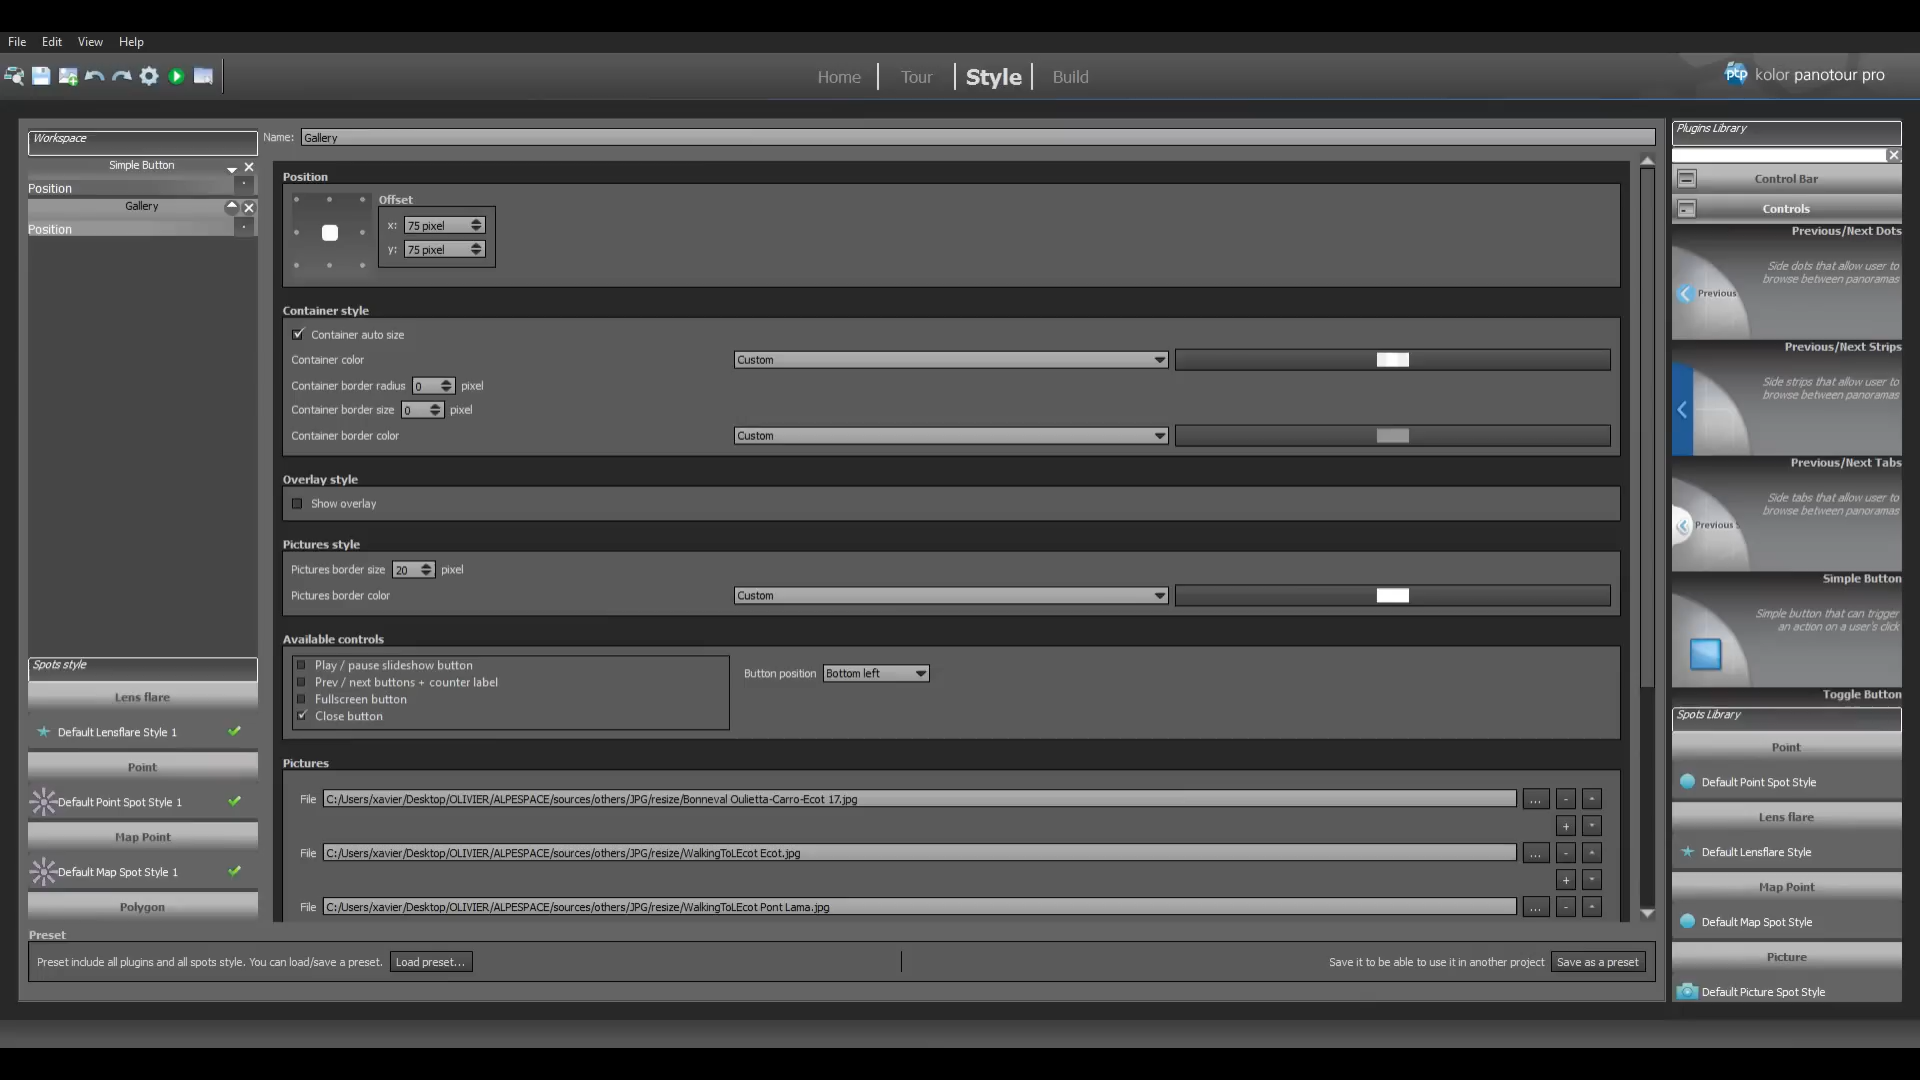 File Edit View Help
Home Tour Style Build
ptp kolor panotour pro
Workspace
Simple Button
Position
Gallery
Position
Spots style
Lens flare
Default Lensflare Style 1
Point
Default Point Spot Style 1
Map Point
Default Map Spot Style 1
Polygon
Name: Gallery
Position
Offset
x: 75 pixel
y: 75 pixel
Container style
Container auto size
Container color Custom
Container border radius 0 pixel
Container border size 0 pixel
Container border color Custom
Overlay style
Show overlay
Pictures style
Pictures border size 20 pixel
Pictures border color Custom
Available controls
Play / pause slideshow button
Prev / next buttons + counter label
Fullscreen button
Close button
Button position Bottom left
Pictures
File C:/Users/xavier/Desktop/OLIVIER/ALPESPACE/sources/others/JPG/resize/Bonneval Oulietta-Carro-Ecot 17.jpg ... -
+
File C:/Users/xavier/Desktop/OLIVIER/ALPESPACE/sources/others/JPG/resize/WalkingToLEcot Ecot.jpg ... -
+
File C:/Users/xavier/Desktop/OLIVIER/ALPESPACE/sources/others/JPG/resize/WalkingToLEcot Pont Lama.jpg ... -
Preset
Preset include all plugins and all spots style. You can load/save a preset. Load preset...
Save it to be able to use it in another project Save as a preset
Plugins Library
Control Bar
Controls
Previous/Next Dots
Side dots that allow user to
browse between panoramas
Previous
Previous/Next Strips
Side strips that allow user to
browse between panoramas
Previous/Next Tabs
Side tabs that allow user to
browse between panoramas
Previous
Simple Button
Simple button that can trigger
an action on a user's click
Toggle Button
Spots Library
Point
Default Point Spot Style
Lens flare
Default Lensflare Style
Map Point
Default Map Spot Style
Picture
Default Picture Spot Style